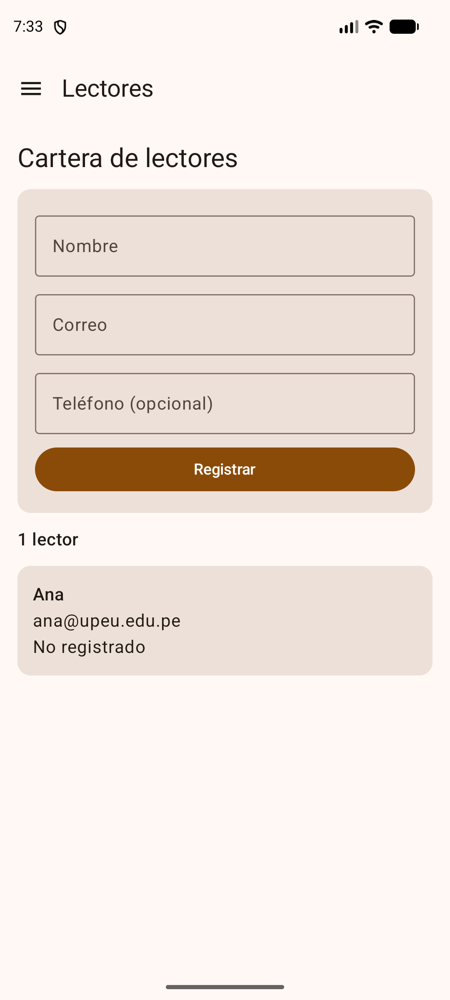 7:33
Lectores
Cartera de lectores
Nombre
Correo
Teléfono (opcional)
Registrar
1 lector
Ana
ana@upeu.edu.pe
No registrado